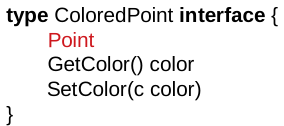 type ColoredPoint interface {
Point
GetColor() color
SetColor(c color)
}